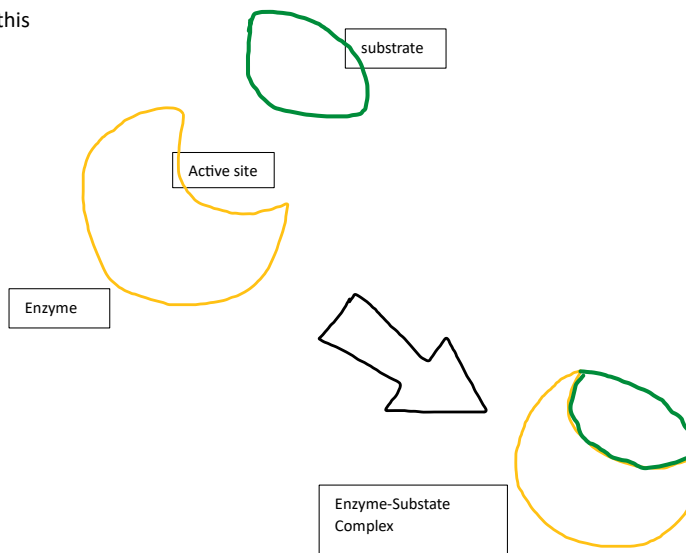 this
substrate
Active site
Enzyme
Enzyme-Substate
Complex